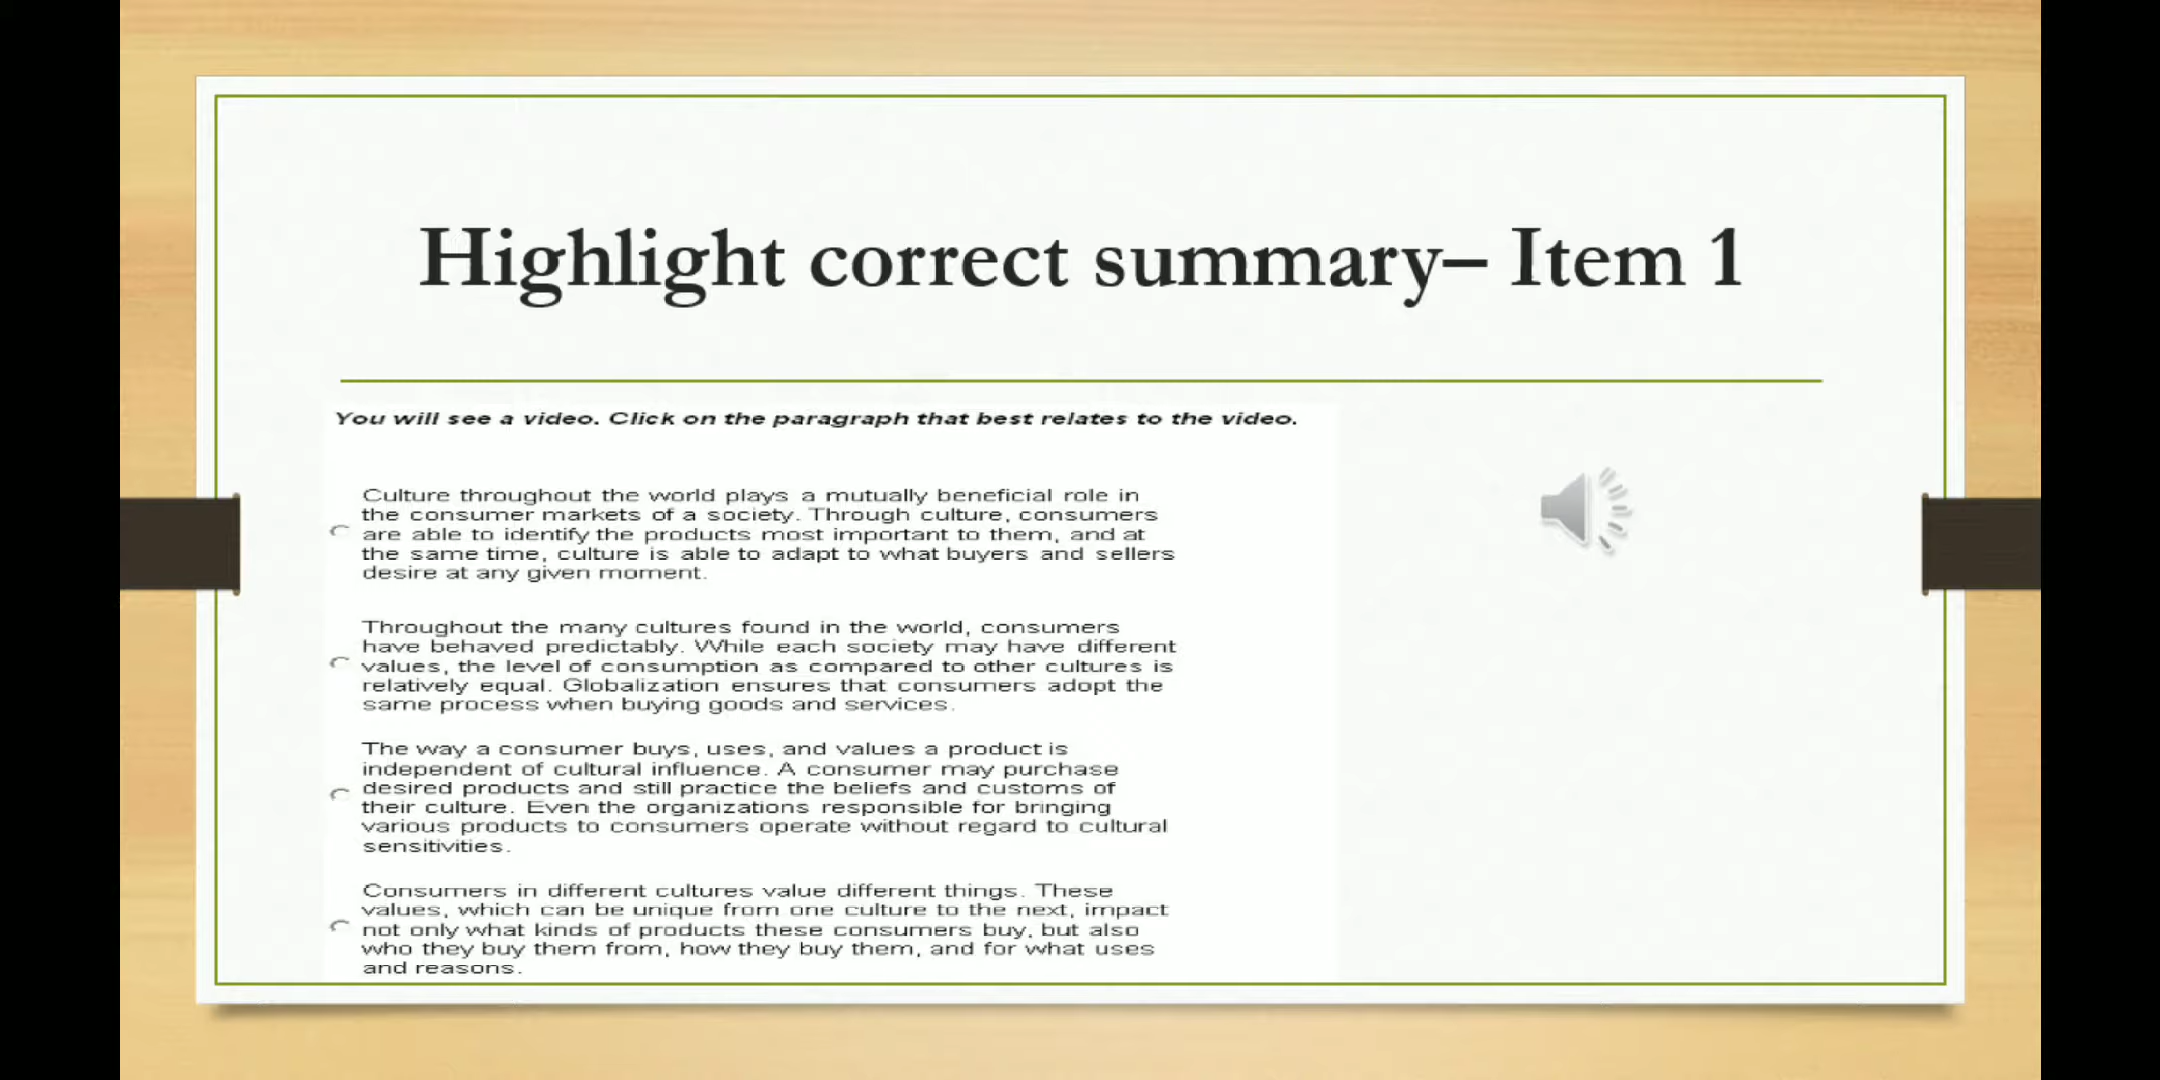 Highlight correct summary– Item 1
You will see a video. Click on the paragraph that best relates to the video.
Culture throughout the world plays a mutually beneficial role in
the consumer markets of a society. Through culture, consumers
are able to identify the products most important to them, and at
the same time, culture is able to adapt to what buyers and sellers
desire at any given moment.
Throughout the many cultures found in the world, consumers
have behaved predictably. While each society may have different
values, the level of consumption as compared to other cultures is
relatively equal. Globalization ensures that consumers adopt the
same process when buying goods and services.
The way a consumer buys, uses, and values a product is
independent of cultural influence. A consumer may purchase
desired products and still practice the beliefs and customs of
their culture. Even the organizations responsible for bringing
various products to consumers operate without regard to cultural
sensitivities.
Consumers in different cultures value different things. These
values, which can be unique from one culture to the next, impact
not only what kinds of products these consumers buy, but also
who they buy them from, how they buy them, and for what uses
and reasons.